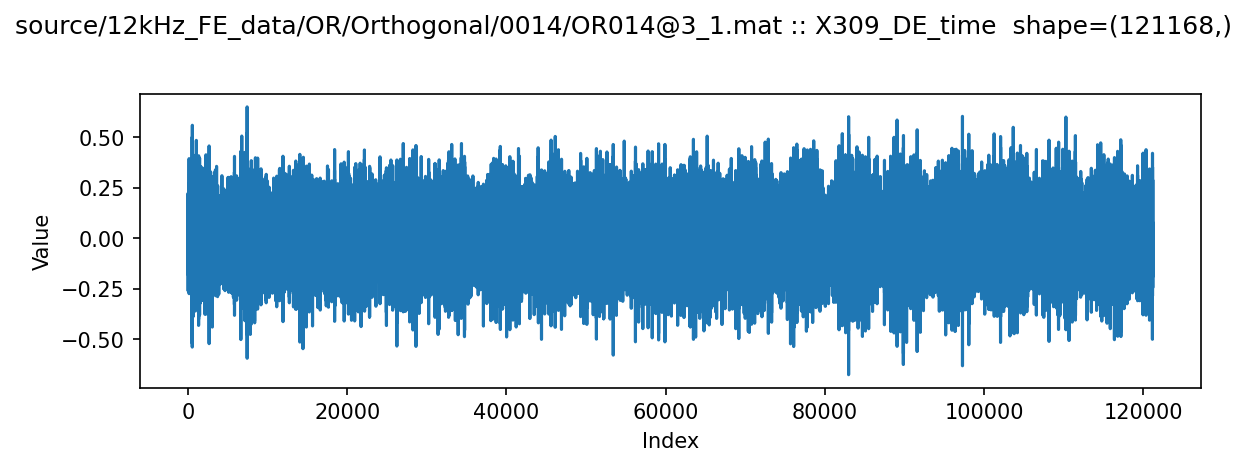 source/12kHz_FE_data/OR/Orthogonal/0014/OR014@3_1.mat :: X309_DE_time  shape=(121168,)
0.50
0.25
0.00
−0.25
−0.50
Value
0 20000 40000 60000 80000 100000 120000
Index